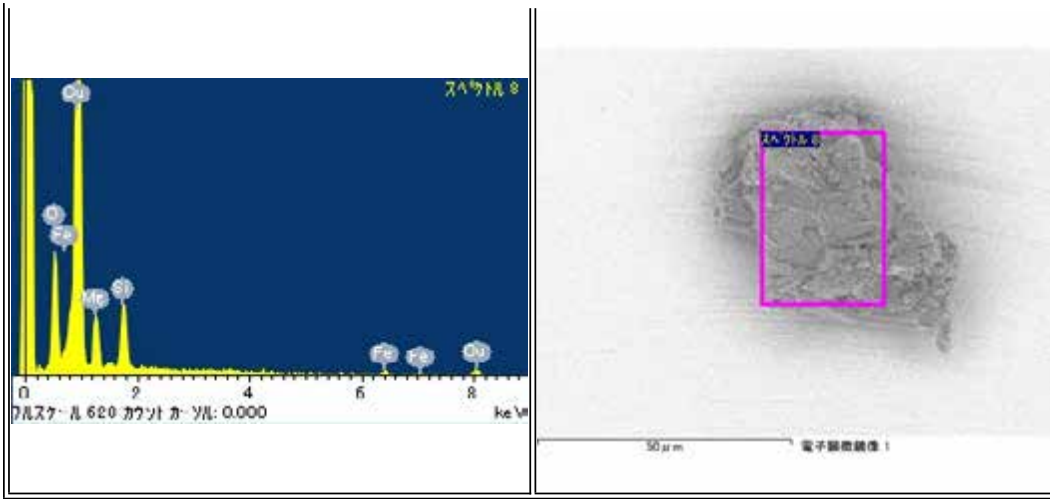 スペクトル 8
Cu
O
Fe
Mg
Si
Fe
Fe
Cu
0 2 4 6 8
フルスケール 620 カウント カーソル: 0.000
keV
スペクトル 8
50μm
電子顕微鏡像 1